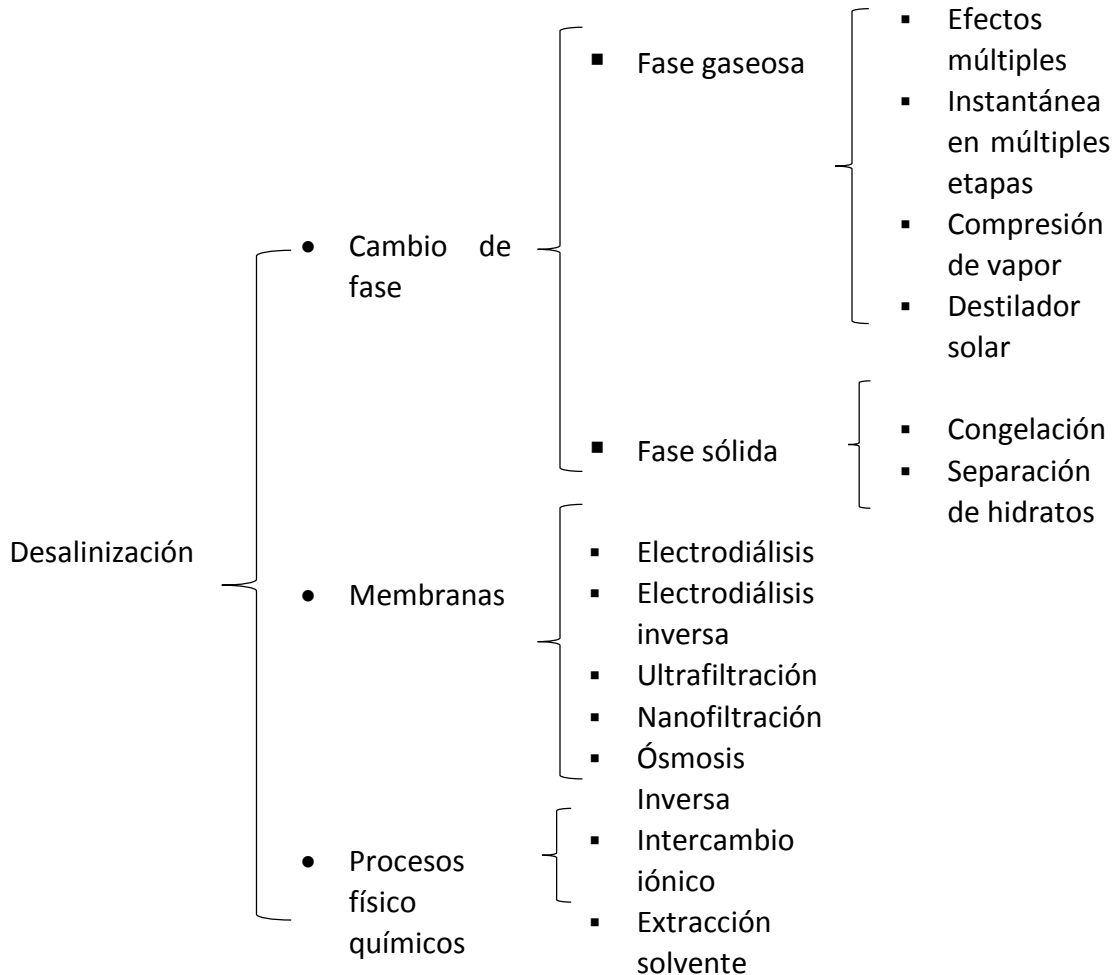 Desalinización
• Cambio de
fase
▪ Fase gaseosa
▪ Efectos
múltiples
▪ Instantánea
en múltiples
etapas
▪ Compresión
de vapor
▪ Destilador
solar
▪ Fase sólida
▪ Congelación
▪ Separación
de hidratos
• Membranas
▪ Electrodiálisis
▪ Electrodiálisis
inversa
▪ Ultrafiltración
▪ Nanofiltración
▪ Ósmosis
Inversa
• Procesos
físico
químicos
▪ Intercambio
iónico
▪ Extracción
solvente